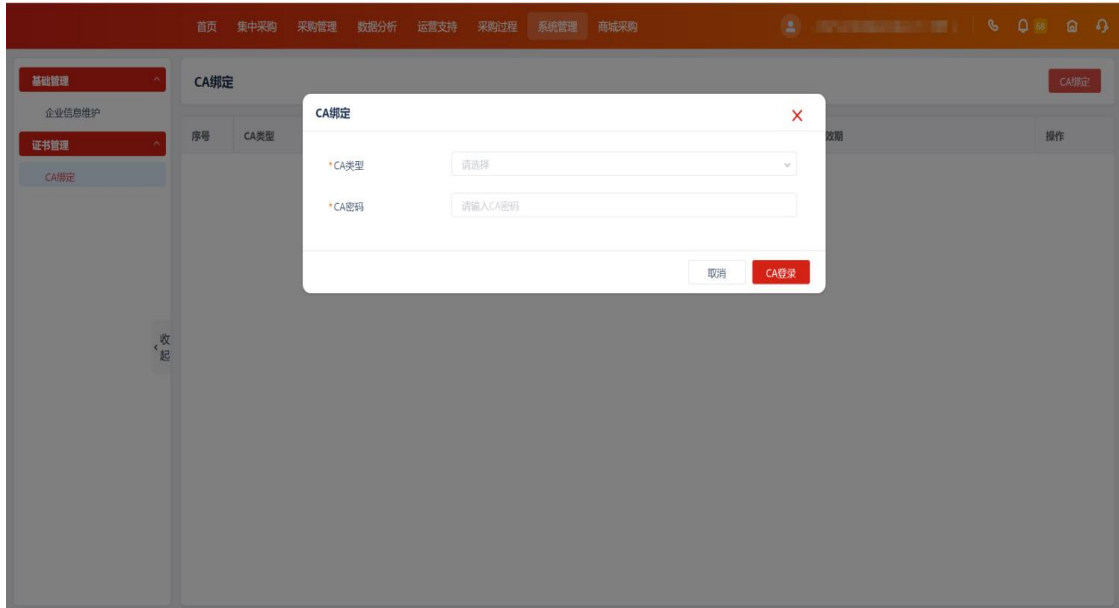 首页 集中采购 采购管理 数据分析 运营支持 采购过程 系统管理 商城采购 68
基础管理
企业信息维护
证书管理
CA绑定
收起
CA绑定 CA绑定
序号 CA类型 效期 操作
CA绑定
*CA类型 请选择
*CA密码 请输入CA密码
取消 CA登录